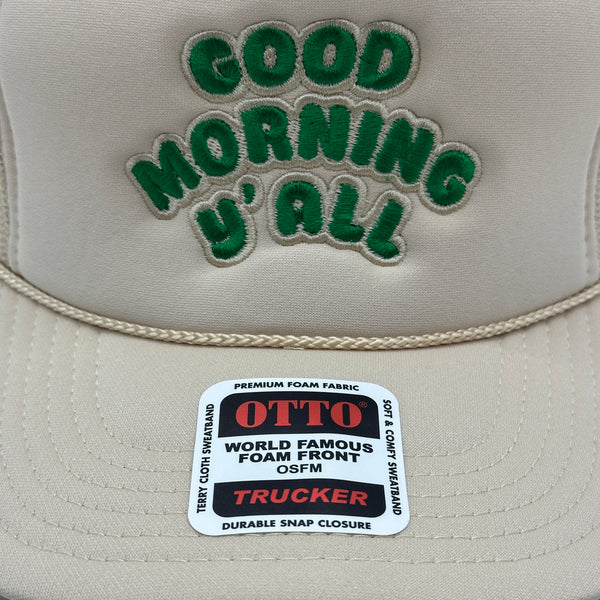 GOOD
MORNING
U'ALL
PREMIUM FOAM FABRIC
TERRY CLOTH SWEATBAND
OTTO®
WORLD FAMOUS
FOAM FRONT
OSFM
TRUCKER
SOFT & COMFY SWEATBAND
DURABLE SNAP CLOSURE